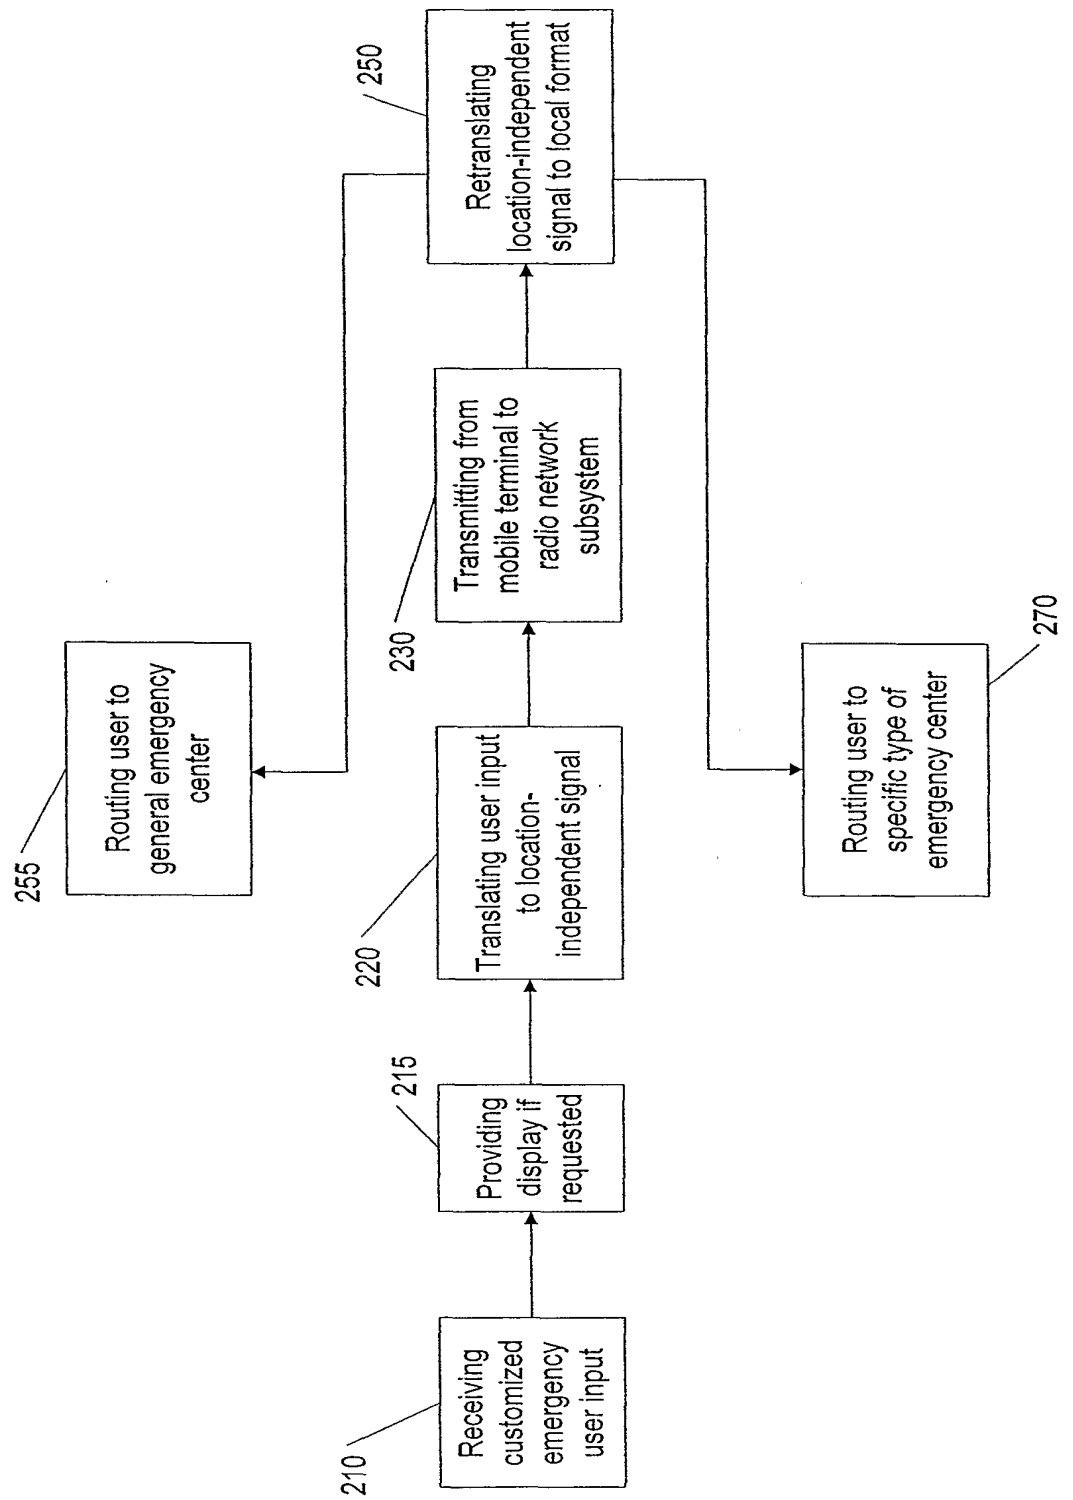 210
Receiving
customized
emergency
user input
215
Providing
display if
requested
220
Translating user input
to location-
independent signal
230
Transmitting from
mobile terminal to
radio network
subsystem
250
Retranslating
location-independent
signal to local format
255
Routing user to
general emergency
center
270
Routing user to
specific type of
emergency center